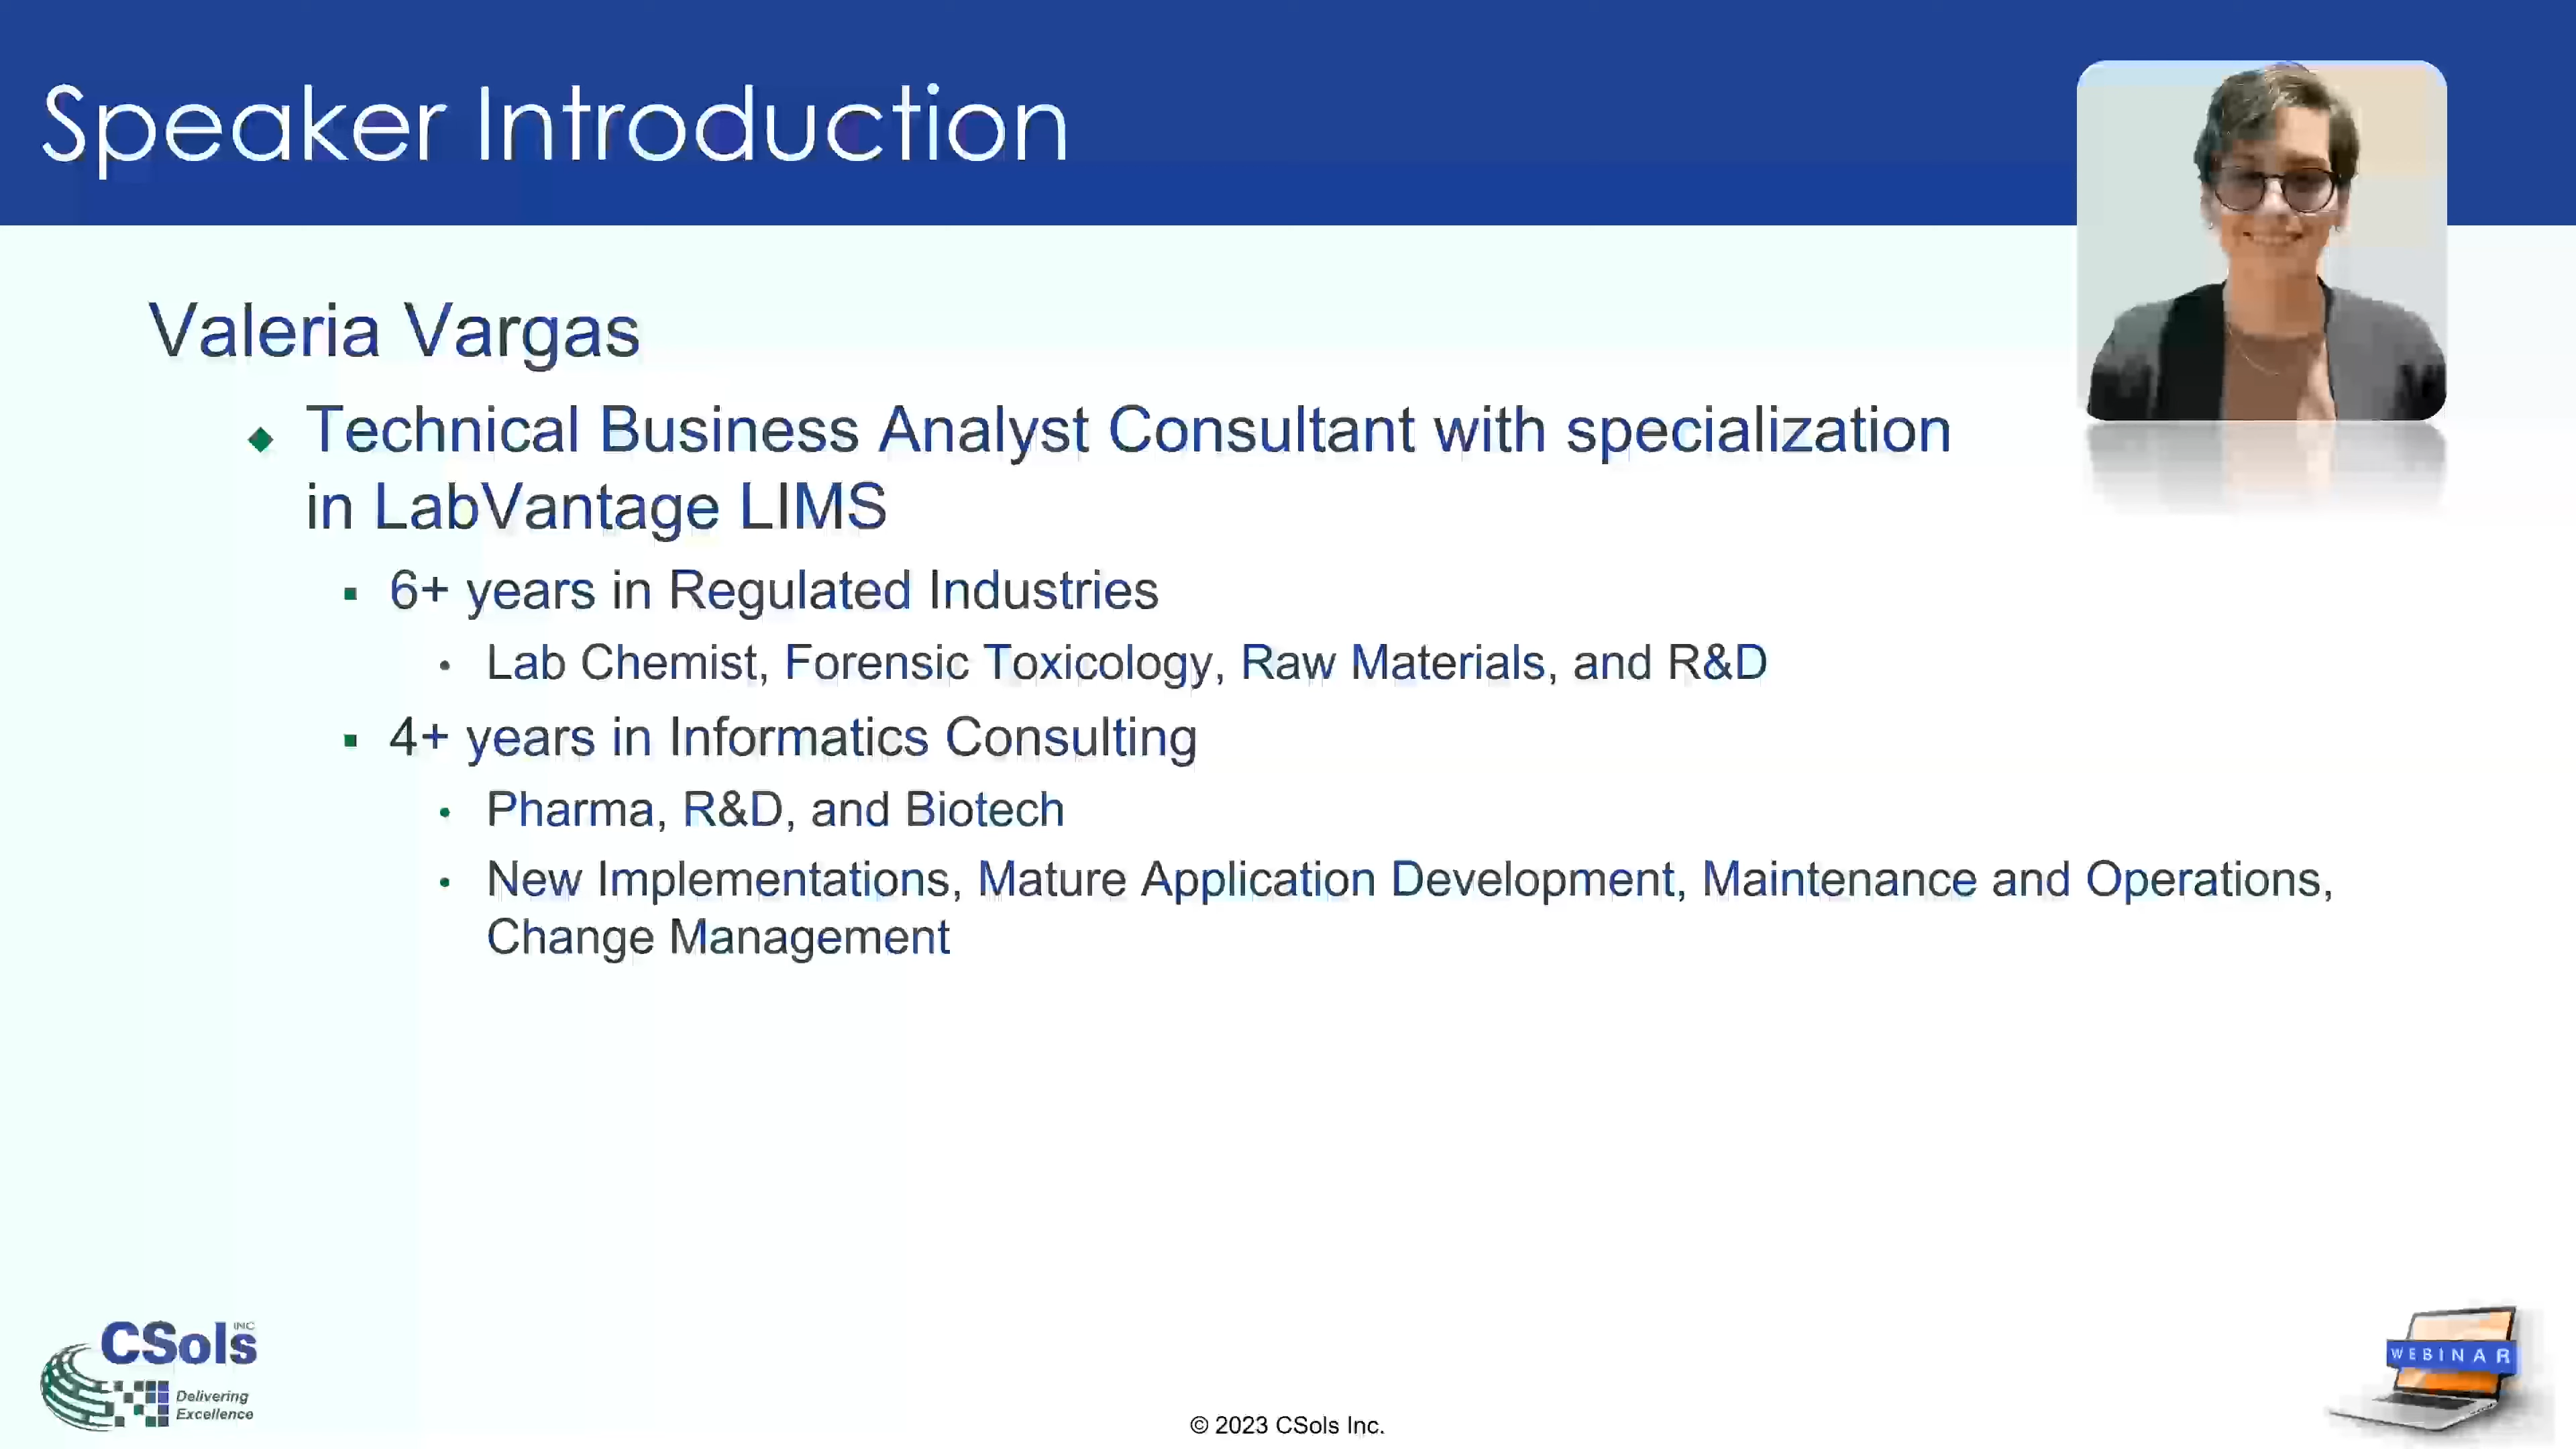 Speaker Introduction
Valeria Vargas
Technical Business Analyst Consultant with specialization
in LabVantage LIMS
6+ years in Regulated Industries
Lab Chemist, Forensic Toxicology, Raw Materials, and R&D
4+ years in Informatics Consulting
Pharma, R&D, and Biotech
New Implementations, Mature Application Development, Maintenance and Operations,
Change Management
CSols INC
Delivering
Excellence
© 2023 CSols Inc.
WEBINAR